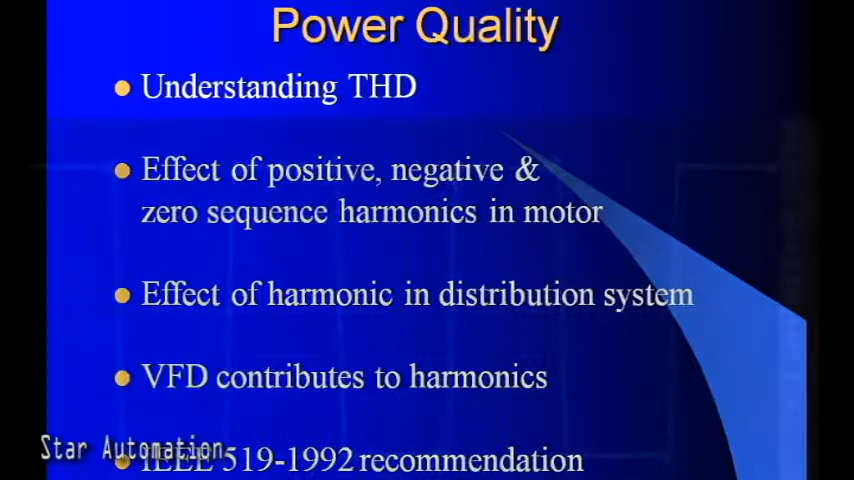 Power Quality
Understanding THD
Effect of positive, negative &
zero sequence harmonics in motor
Effect of harmonic in distribution system
VFD contributes to harmonics
IEEE 519-1992 recommendation
Star Automation